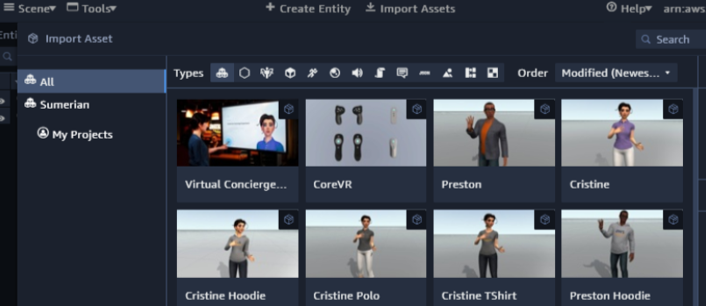 Scene
Tools
Create Entity
Import Assets
Help
arn:aws
Enti
Import Asset
Search
All
Sumerian
My Projects
Types
Order
Modified (Newes...
Virtual Concierge...
CoreVR
Preston
Cristine
Cristine Hoodie
Cristine Polo
Cristine TShirt
Preston Hoodie